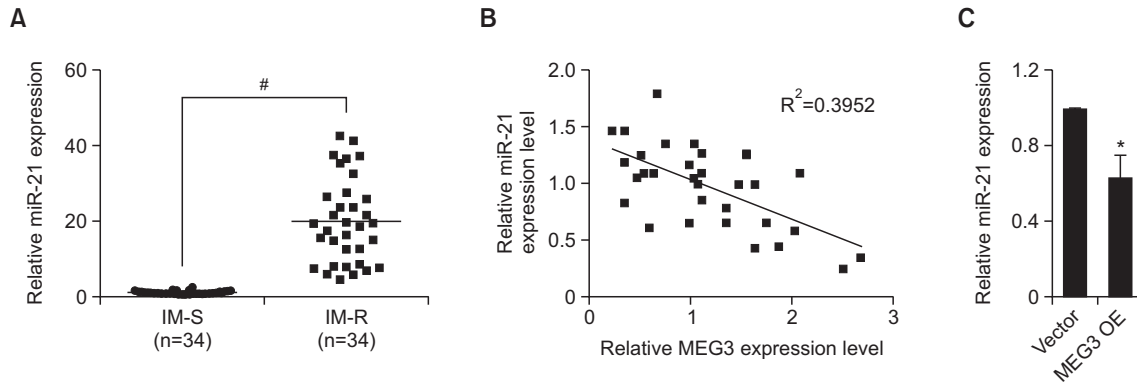 A
Relative miR-21 expression
60
40
20
0
#
IM-S
(n=34)
IM-R
(n=34)
B
Relative miR-21
expression level
2.0
1.5
1.0
0.5
0
R²=0.3952
0
1
2
3
Relative MEG3 expression level
C
Relative miR-21 expression
1.2
0.8
0.4
0
*
Vector
MEG3 OE